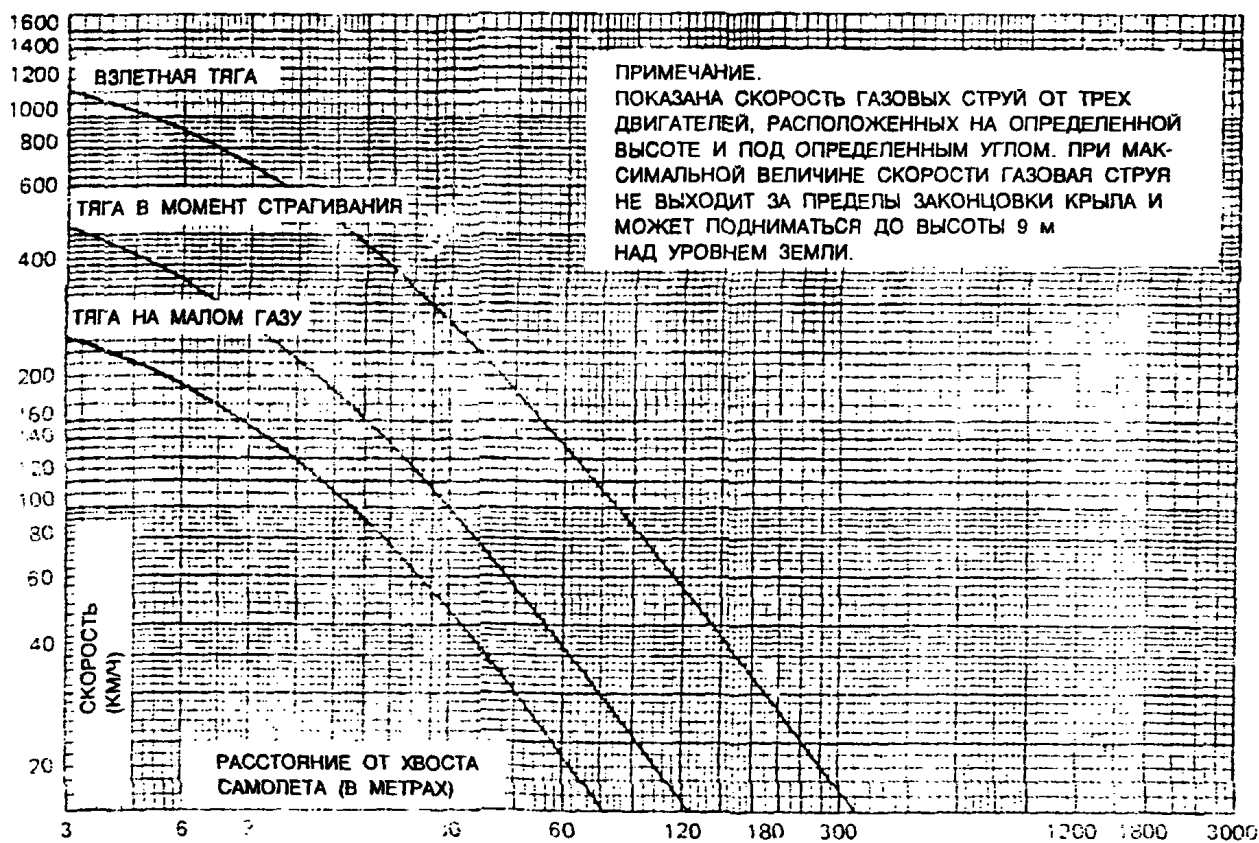 1600
1400
1200
1000
800
600
400
200
160
140
120
100
80
60
40
20
ВЗЛЕТНАЯ ТЯГА
ТЯГА В МОМЕНТ СТРАГИВАНИЯ
ТЯГА НА МАЛОМ ГАЗУ
ПРИМЕЧАНИЕ.
ПОКАЗАНА СКОРОСТЬ ГАЗОВЫХ СТРУЙ ОТ ТРЕХ
ДВИГАТЕЛЕЙ, РАСПОЛОЖЕННЫХ НА ОПРЕДЕЛЕННОЙ
ВЫСОТЕ И ПОД ОПРЕДЕЛЕННЫМ УГЛОМ. ПРИ МАК-
СИМАЛЬНОЙ ВЕЛИЧИНЕ СКОРОСТИ ГАЗОВАЯ СТРУЯ
НЕ ВЫХОДИТ ЗА ПРЕДЕЛЫ ЗАКОНЦОВКИ КРЫЛА И
МОЖЕТ ПОДНИМАТЬСЯ ДО ВЫСОТЫ 9 м
НАД УРОВНЕМ ЗЕМЛИ.
СКОРОСТЬ
(КМ/Ч)
РАССТОЯНИЕ ОТ ХВОСТА
САМОЛЕТА (В МЕТРАХ)
3 6 60 120 180 300 1200 1800 3000